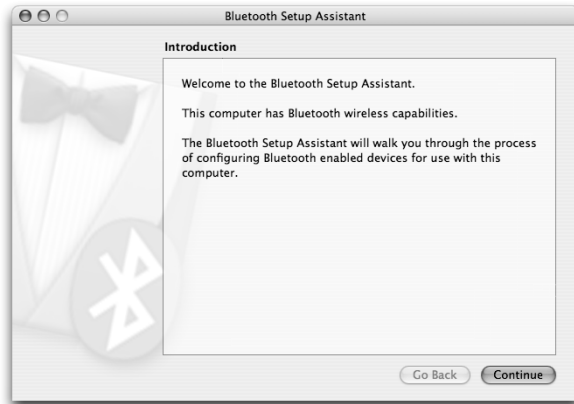 Bluetooth Setup Assistant
Introduction
Welcome to the Bluetooth Setup Assistant.
This computer has Bluetooth wireless capabilities.
The Bluetooth Setup Assistant will walk you through the process
of configuring Bluetooth enabled devices for use with this
computer.
Go Back Continue